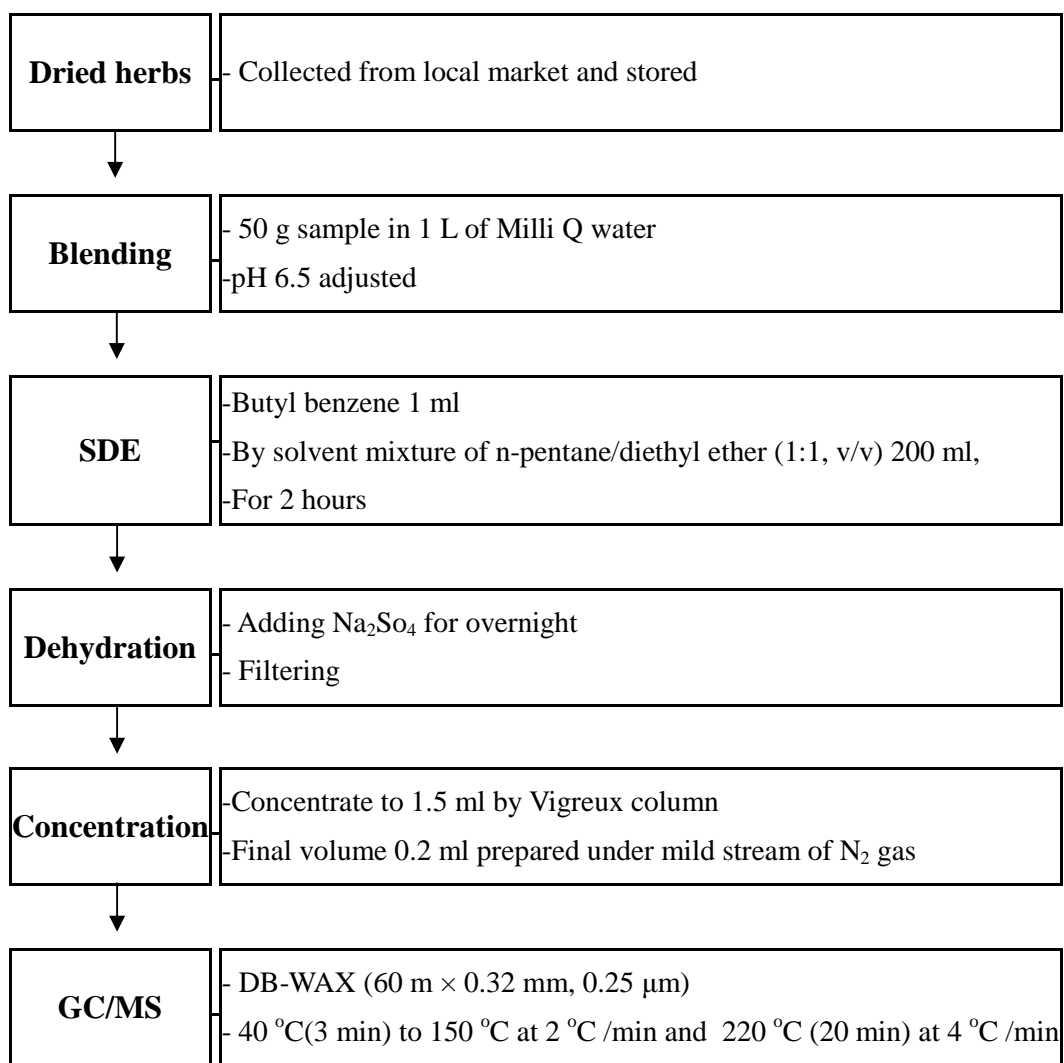 Dried herbs
- Collected from local market and stored
Blending
- 50 g sample in 1 L of Milli Q water
-pH 6.5 adjusted
SDE
-Butyl benzene 1 ml
-By solvent mixture of n-pentane/diethyl ether (1:1, v/v) 200 ml,
-For 2 hours
Dehydration
- Adding Na₂So₄ for overnight
- Filtering
Concentration
-Concentrate to 1.5 ml by Vigreux column
-Final volume 0.2 ml prepared under mild stream of N₂ gas
GC/MS
- DB-WAX (60 m × 0.32 mm, 0.25 μm)
- 40 °C(3 min) to 150 °C at 2 °C /min and 220 °C (20 min) at 4 °C /min